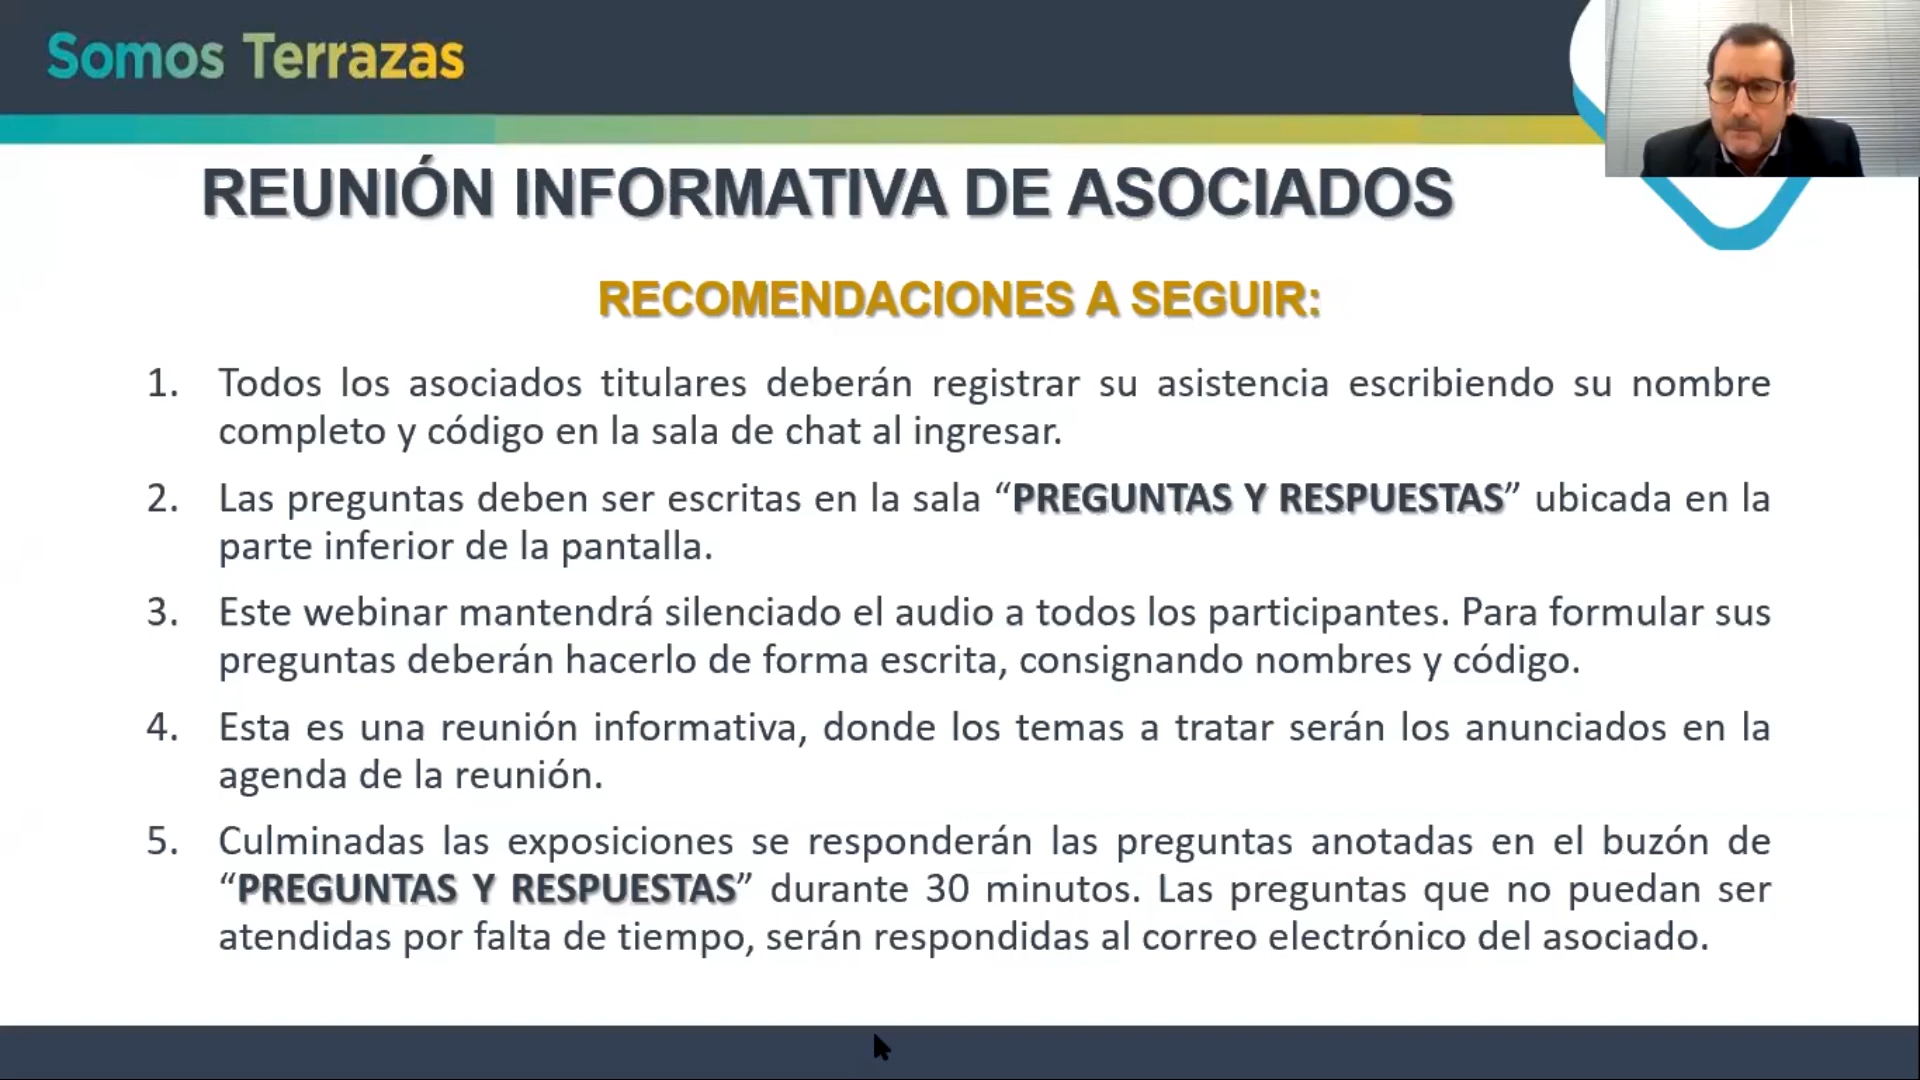 Somos Terrazas
REUNIÓN INFORMATIVA DE ASOCIADOS
RECOMENDACIONES A SEGUIR:
1. Todos los asociados titulares deberán registrar su asistencia escribiendo su nombre
completo y código en la sala de chat al ingresar.
2. Las preguntas deben ser escritas en la sala “PREGUNTAS Y RESPUESTAS” ubicada en la
parte inferior de la pantalla.
3. Este webinar mantendrá silenciado el audio a todos los participantes. Para formular sus
preguntas deberán hacerlo de forma escrita, consignando nombres y código.
4. Esta es una reunión informativa, donde los temas a tratar serán los anunciados en la
agenda de la reunión.
5. Culminadas las exposiciones se responderán las preguntas anotadas en el buzón de
“PREGUNTAS Y RESPUESTAS” durante 30 minutos. Las preguntas que no puedan ser
atendidas por falta de tiempo, serán respondidas al correo electrónico del asociado.